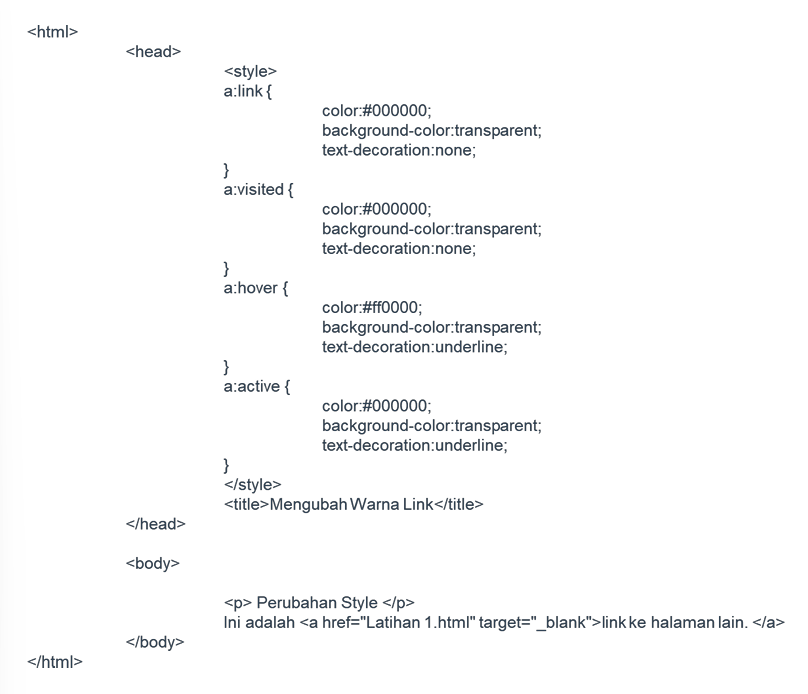 <html>
<head>
<style>
a:link {
color:#000000;
background-color:transparent;
text-decoration:none;
}
a:visited {
color:#000000;
background-color:transparent;
text-decoration:none;
}
a:hover {
color:#ff0000;
background-color:transparent;
text-decoration:underline;
}
a:active {
color:#000000;
background-color:transparent;
text-decoration:underline;
}
</style>
<title>Mengubah Warna Link</title>
</head>
<body>
<p> Perubahan Style </p>
Ini adalah <a href="Latihan 1.html" target="_blank">link ke halaman lain. </a>
</body>
</html>